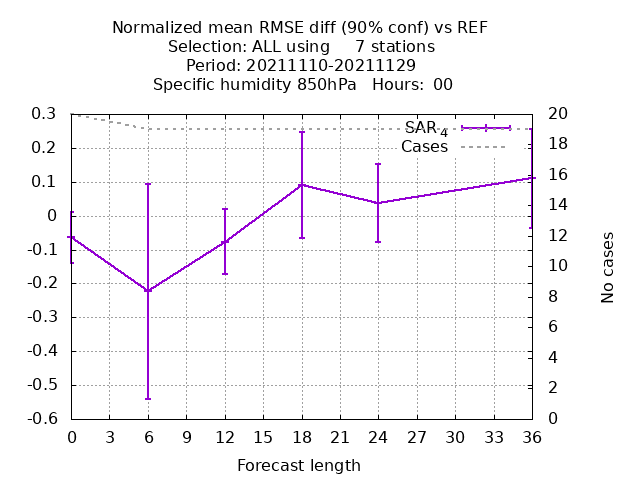 Normalized mean RMSE diff (90% conf) vs REF
Selection: ALL using     7 stations
Period: 20211110-20211129
Specific humidity 850hPa   Hours:  00
0.3
0.2
0.1
0
-0.1
-0.2
-0.3
-0.4
-0.5
-0.6
SAR 4
Cases
20
18
16
14
12
10
8
6
4
2
0
No cases
0 3 6 9 12 15 18 21 24 27 30 33 36
Forecast length